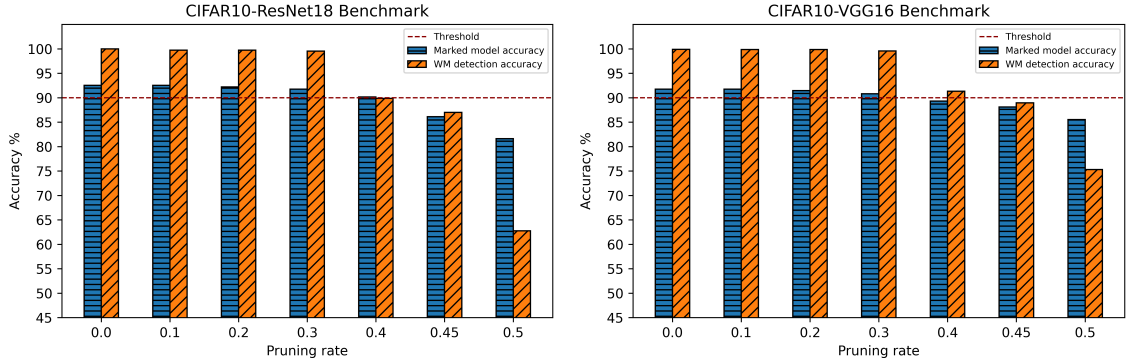 CIFAR10-ResNet18 Benchmark
Threshold
Marked model accuracy
WM detection accuracy
100
95
90
85
80
75
70
65
60
55
50
45
Accuracy %
0.0 0.1 0.2 0.3 0.4 0.45 0.5
Pruning rate
CIFAR10-VGG16 Benchmark
Threshold
Marked model accuracy
WM detection accuracy
100
95
90
85
80
75
70
65
60
55
50
45
Accuracy %
0.0 0.1 0.2 0.3 0.4 0.45 0.5
Pruning rate